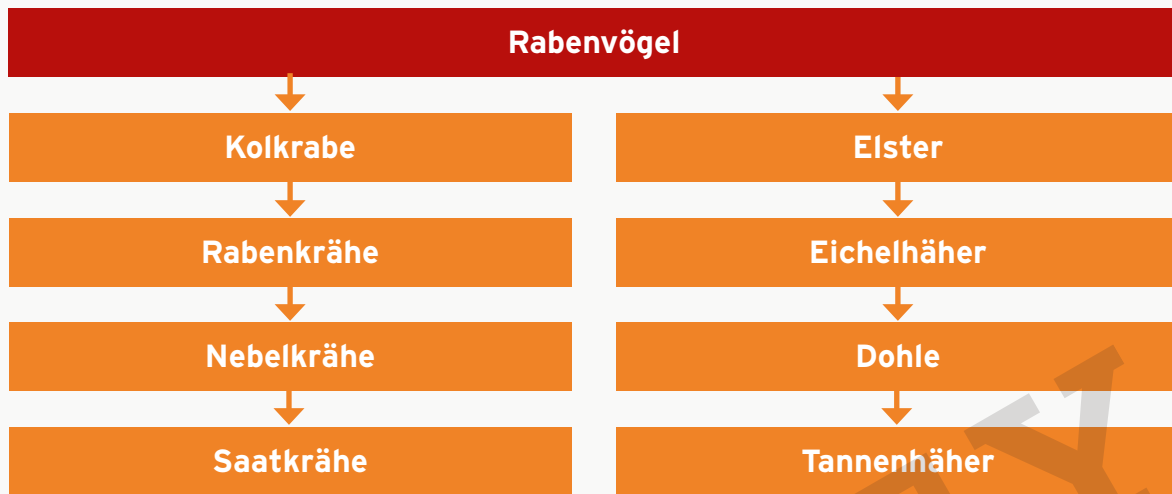 Rabenvögel
Kolkrabe
Rabenkrähe
Nebelkrähe
Saatkrähe
Elster
Eichelhäher
Dohle
Tannenhäher